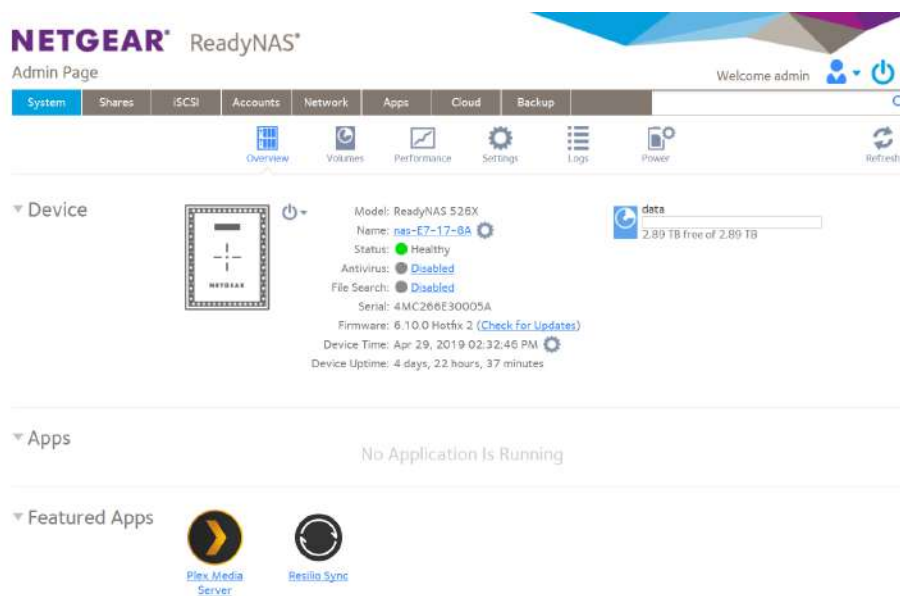 NETGEAR® ReadyNAS®
Admin Page
Welcome admin
System Shares iSCSI Accounts Network Apps Cloud Backup
Overview Volumes Performance Settings Logs Power Refresh
Device
NETGEAR
Model: ReadyNAS 526X
Name: nas-E7-17-6A
Status: Healthy
Antivirus: Disabled
File Search: Disabled
Serial: 4MC266E30005A
Firmware: 6.10.0 Hotfix 2 (Check for Updates)
Device Time: Apr 29, 2019 02:32:46 PM
Device Uptime: 4 days, 22 hours, 37 minutes
data
2.89 TB free of 2.89 TB
Apps
No Application Is Running
Featured Apps
Plex Media
Server
Resilio Sync